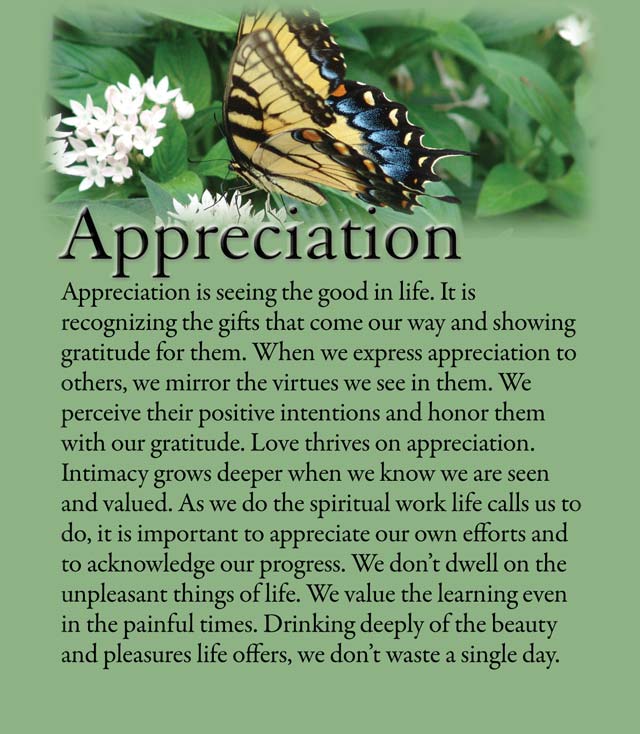 Appreciation
Appreciation is seeing the good in life. It is
recognizing the gifts that come our way and showing
gratitude for them. When we express appreciation to
others, we mirror the virtues we see in them. We
perceive their positive intentions and honor them
with our gratitude. Love thrives on appreciation.
Intimacy grows deeper when we know we are seen
and valued. As we do the spiritual work life calls us to
do, it is important to appreciate our own efforts and
to acknowledge our progress. We don’t dwell on the
unpleasant things of life. We value the learning even
in the painful times. Drinking deeply of the beauty
and pleasures life offers, we don’t waste a single day.